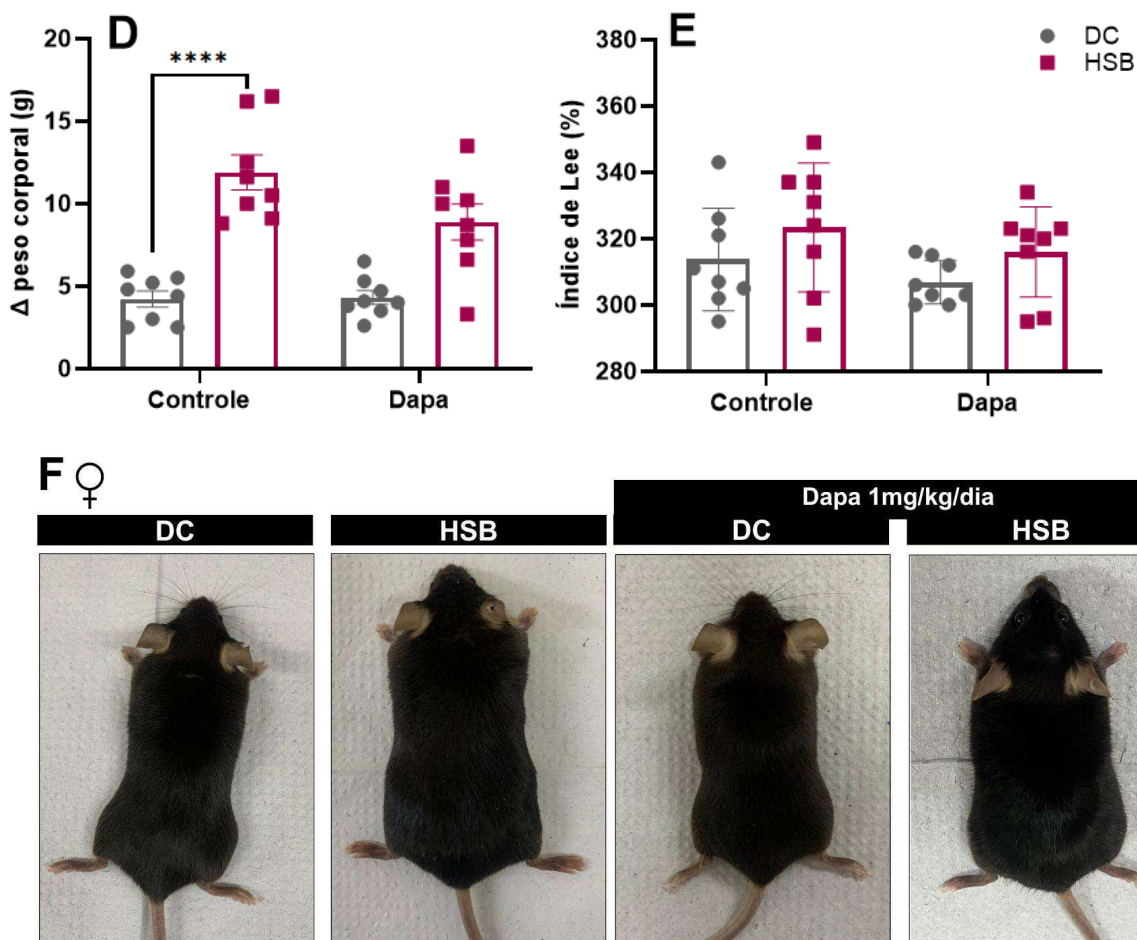 D
Δ peso corporal (g)
20
15
10
5
0
****
Controle
Dapa
E
Índice de Lee (%)
380
360
340
320
300
280
DC
HSB
Controle
Dapa
F ♀
Dapa 1mg/kg/dia
DC
HSB
DC
HSB